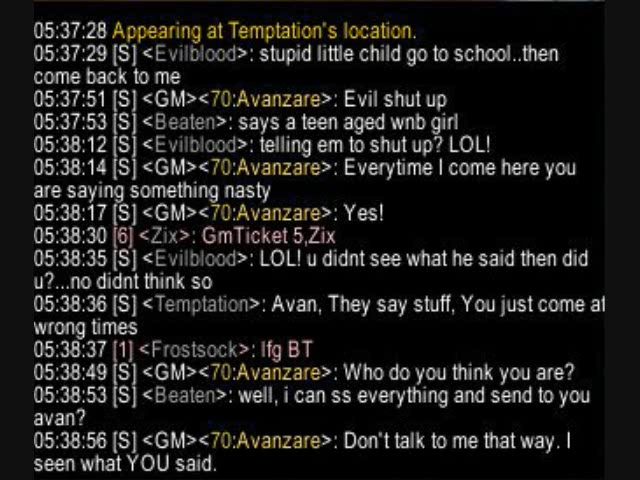 05:37:28 Appearing at Temptation's location.
05:37:29 [S] <Evilblood>: stupid little child go to school..then
come back to me
05:37:51 [S] <GM><70:Avanzare>: Evil shut up
05:37:53 [S] <Beaten>: says a teen aged wnb girl
05:38:12 [S] <Evilblood>: telling em to shut up? LOL!
05:38:14 [S] <GM><70:Avanzare>: Everytime I come here you
are saying something nasty
05:38:17 [S] <GM><70:Avanzare>: Yes!
05:38:30 [6] <Zix>: GmTicket 5,Zix
05:38:35 [S] <Evilblood>: LOL! u didnt see what he said then did
u?...no didnt think so
05:38:36 [S] <Temptation>: Avan, They say stuff, You just come at
wrong times
05:38:37 [1] <Frostsock>: lfg BT
05:38:49 [S] <GM><70:Avanzare>: Who do you think you are?
05:38:53 [S] <Beaten>: well, i can ss everything and send to you
avan?
05:38:56 [S] <GM><70:Avanzare>: Don't talk to me that way. I
seen what YOU said.